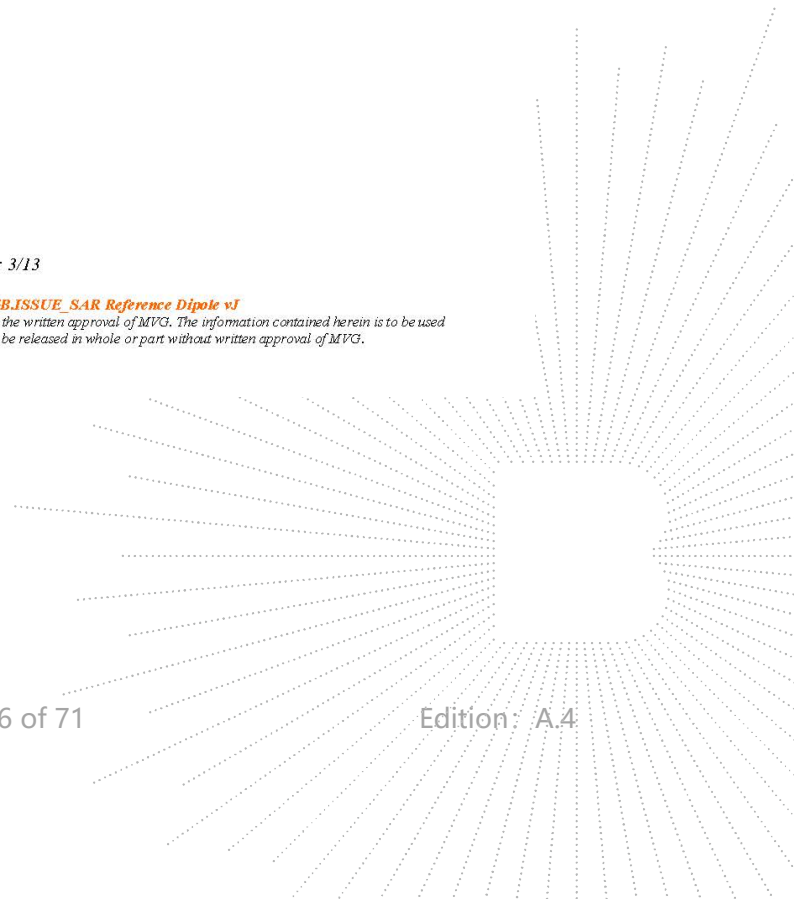 : 3/13
B.ISSUE_SAR Reference Dipole vJ
the written approval of MVG. The information contained herein is to be used
be released in whole or part without written approval of MVG.
6 of 71 Edition: A.4